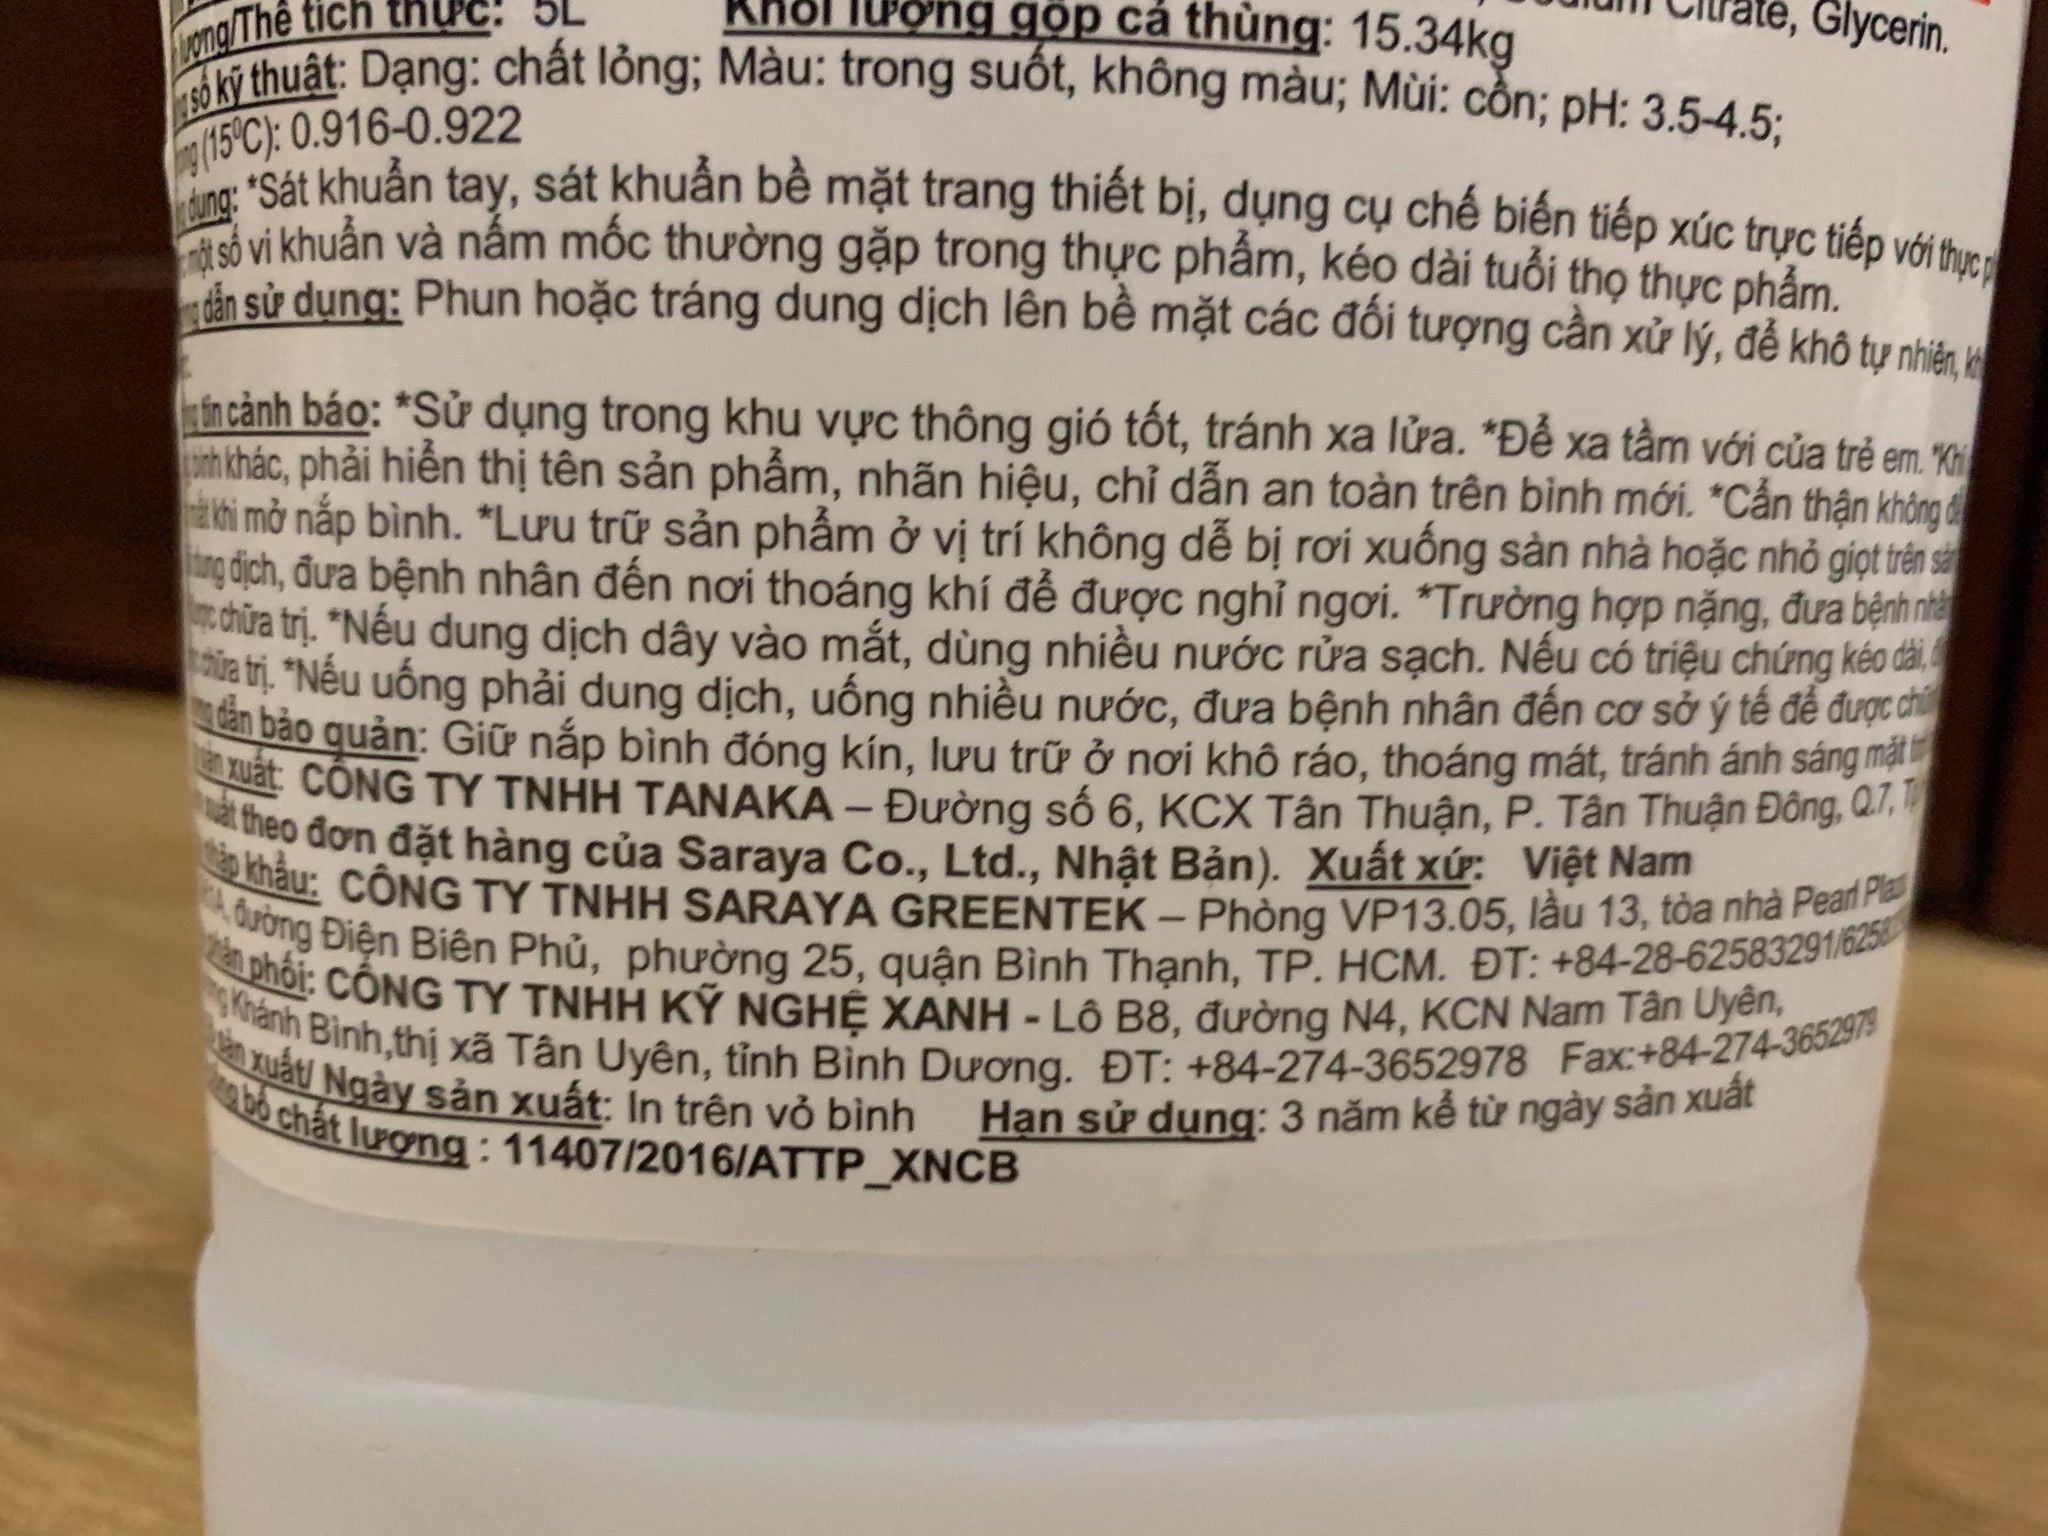 Citrate, Glycerin.
tích thực: 5L Khối lượng gộp cả thùng: 15.34kg
số kỹ thuật: Dạng: chất lỏng; Màu: trong suốt, không màu; Mùi: cồn; pH: 3.5-4.5;
(15⁰C): 0.916-0.922
dụng: *Sát khuẩn tay, sát khuẩn bề mặt trang thiết bị, dụng cụ chế biến tiếp xúc trực tiếp với thực
một số vi khuẩn và nấm mốc thường gặp trong thực phẩm, kéo dài tuổi thọ thực phẩm.
dẫn sử dụng: Phun hoặc tráng dung dịch lên bề mặt các đối tượng cần xử lý, để khô tự nhiên,
tin cảnh báo: *Sử dụng trong khu vực thông gió tốt, tránh xa lửa. *Để xa tầm với của trẻ em.
bình khác, phải hiển thị tên sản phẩm, nhãn hiệu, chỉ dẫn an toàn trên bình mới. *Cẩn thận không
mắt khi mở nắp bình. *Lưu trữ sản phẩm ở vị trí không dễ bị rơi xuống sàn nhà hoặc nhỏ giọt trên
dung dịch, đưa bệnh nhân đến nơi thoáng khí để được nghỉ ngơi. *Trường hợp nặng, đưa bệnh
chữa trị. *Nếu dung dịch dây vào mắt, dùng nhiều nước rửa sạch. Nếu có triệu chứng kéo dài,
chữa trị. *Nếu uống phải dung dịch, uống nhiều nước, đưa bệnh nhân đến cơ sở y tế để được
dẫn bảo quản: Giữ nắp bình đóng kín, lưu trữ ở nơi khô ráo, thoáng mát, tránh ánh sáng mặt
sản xuất: CÔNG TY TNHH TANAKA – Đường số 6, KCX Tân Thuận, P. Tân Thuận Đông, Q.7,
theo đơn đặt hàng của Saraya Co., Ltd., Nhật Bản). Xuất xứ: Việt Nam
nhập khẩu: CÔNG TY TNHH SARAYA GREENTEK – Phòng VP13.05, lầu 13, tòa nhà Pearl
đường Điện Biên Phủ, phường 25, quận Bình Thạnh, TP. HCM. ĐT: +84-28-62583291/
phân phối: CÔNG TY TNHH KỸ NGHỆ XANH - Lô B8, đường N4, KCN Nam Tân Uyên,
Khánh Bình,thị xã Tân Uyên, tỉnh Bình Dương. ĐT: +84-274-3652978 Fax:+84-274-3652979
sản xuất/ Ngày sản xuất: In trên vỏ bình Hạn sử dụng: 3 năm kể từ ngày sản xuất
bố chất lượng : 11407/2016/ATTP_XNCB